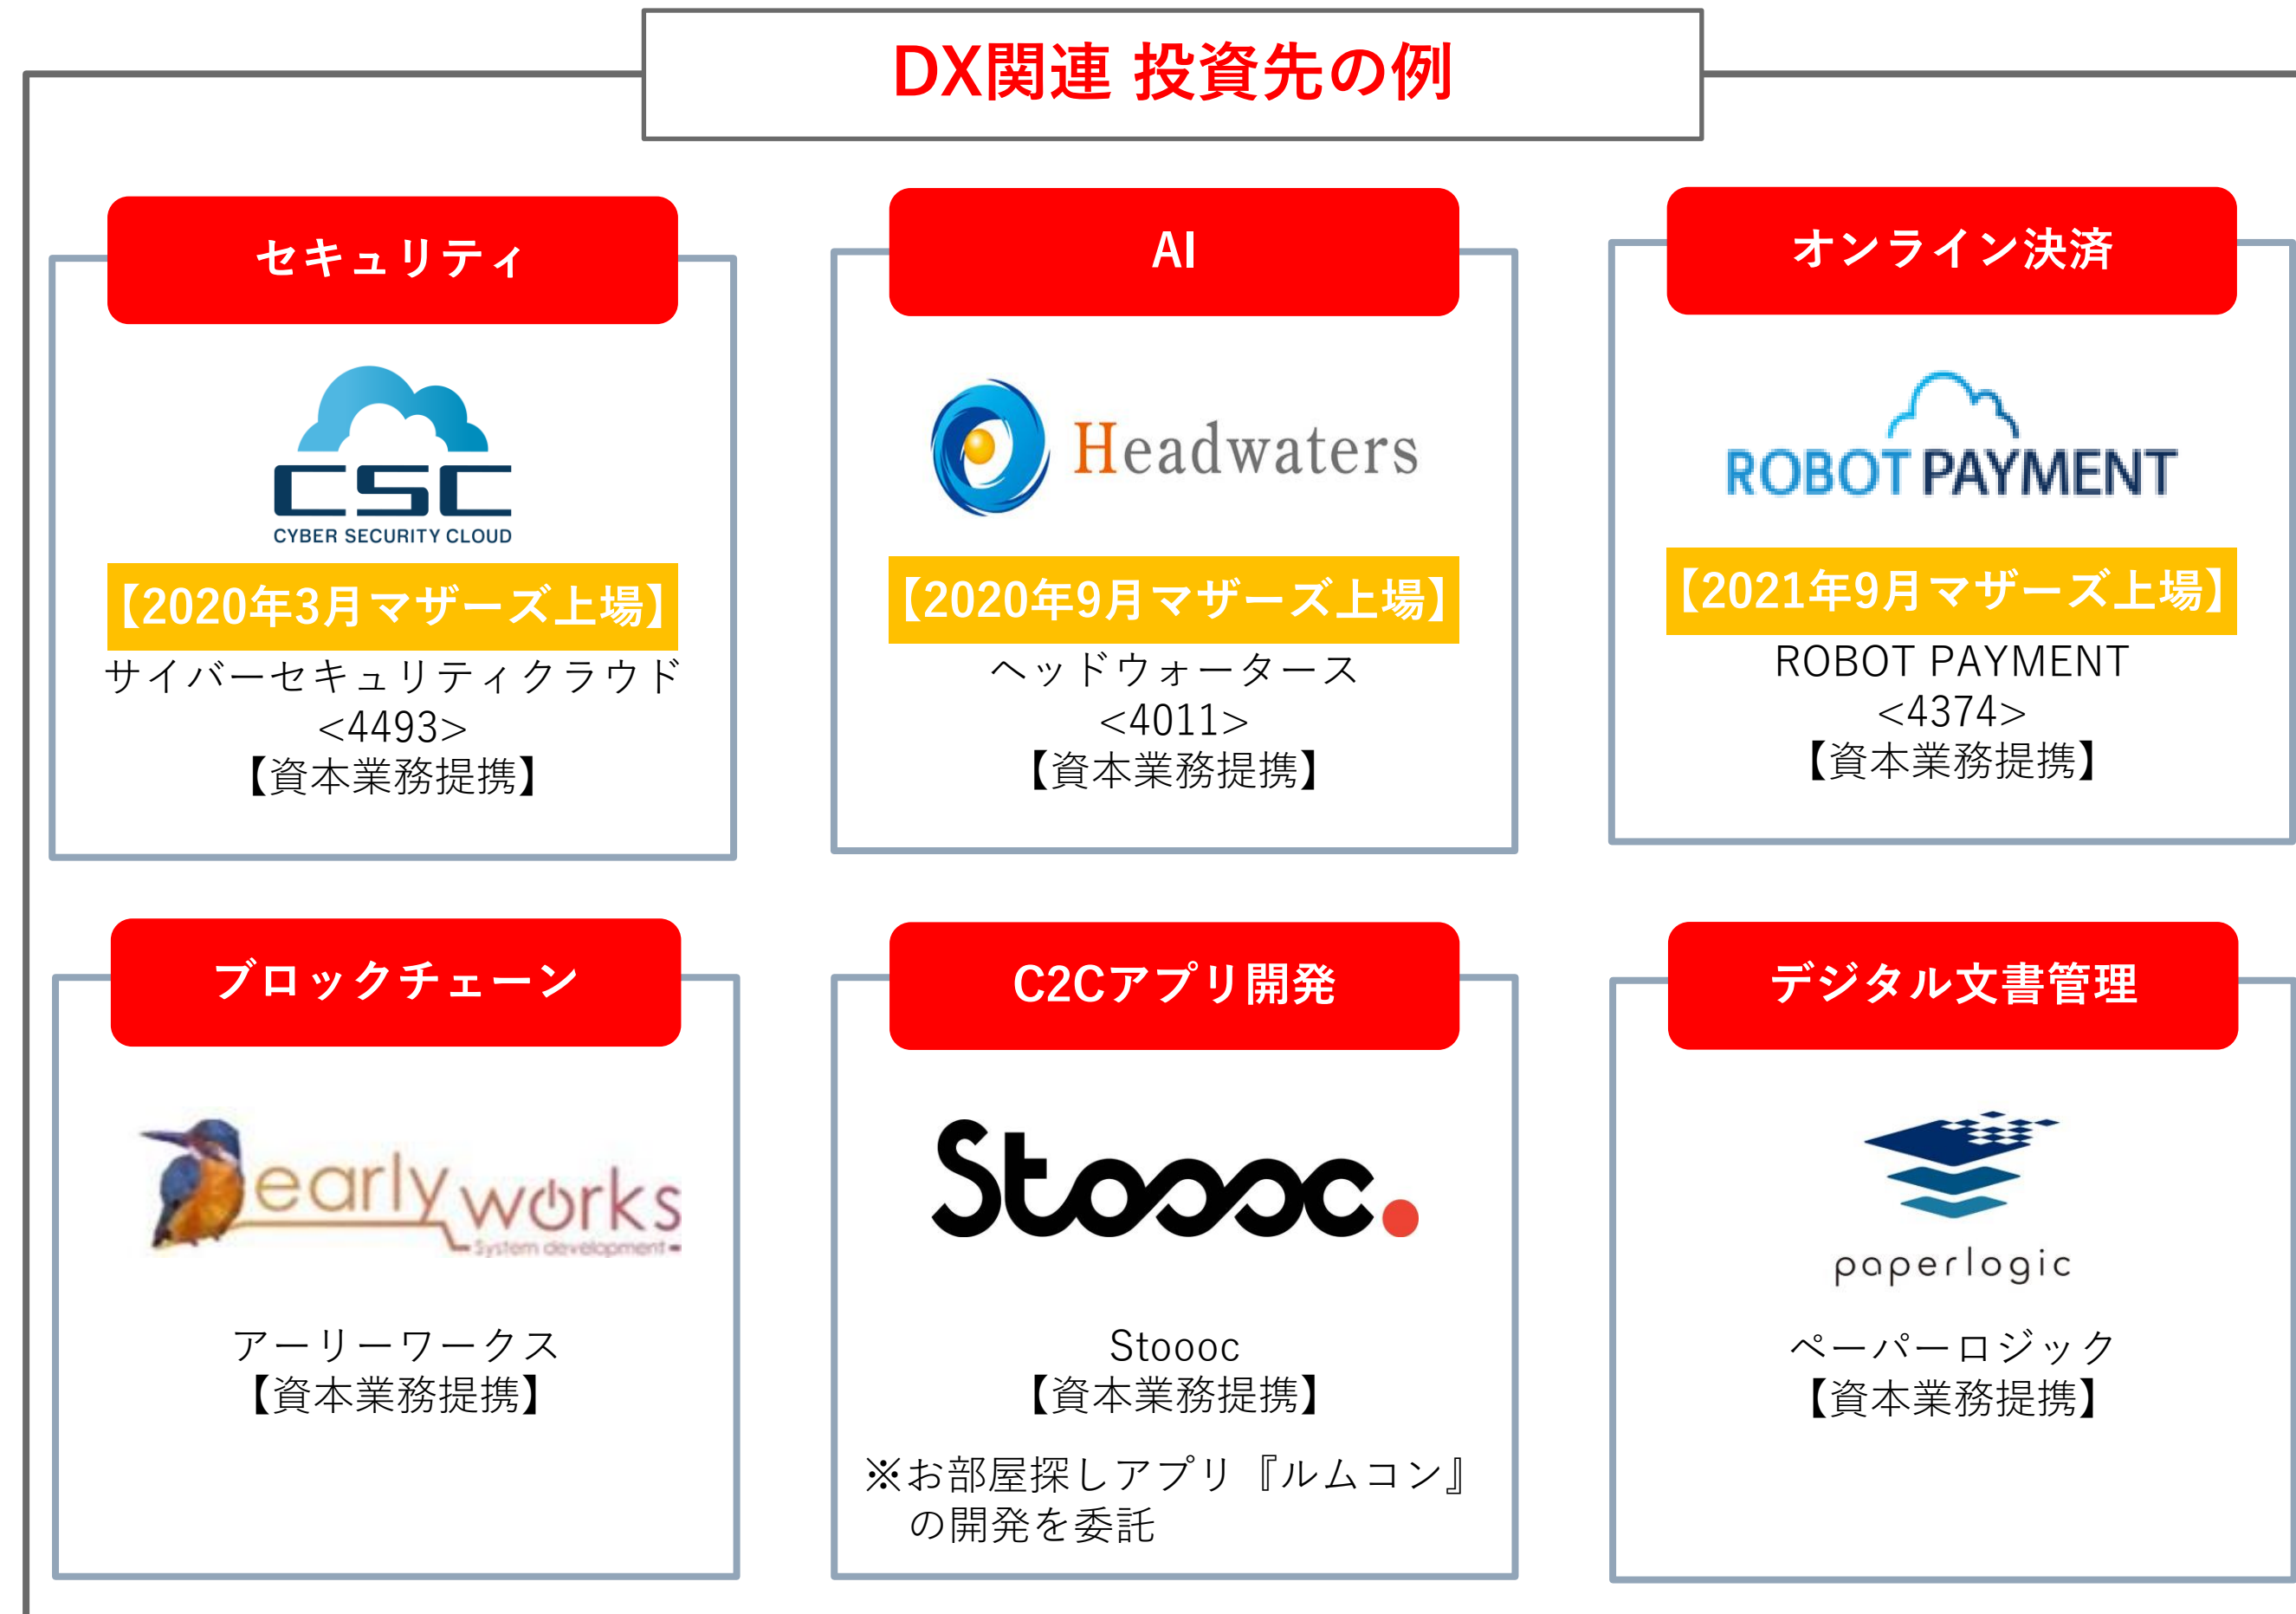 DX関連 投資先の例
セキュリティ
CSC
CYBER SECURITY CLOUD
【2020年3月マザーズ上場】
サイバーセキュリティクラウド
<4493>
【資本業務提携】
AI
Headwaters
【2020年9月マザーズ上場】
ヘッドウォータース
<4011>
【資本業務提携】
オンライン決済
ROBOT PAYMENT
【2021年9月マザーズ上場】
ROBOT PAYMENT
<4374>
【資本業務提携】
ブロックチェーン
early works
System development
アーリーワークス
【資本業務提携】
C2Cアプリ開発
Stoooc.
Stoooc
【資本業務提携】
※お部屋探しアプリ『ルムコン』
の開発を委託
デジタル文書管理
paperlogic
ペーパーロジック
【資本業務提携】